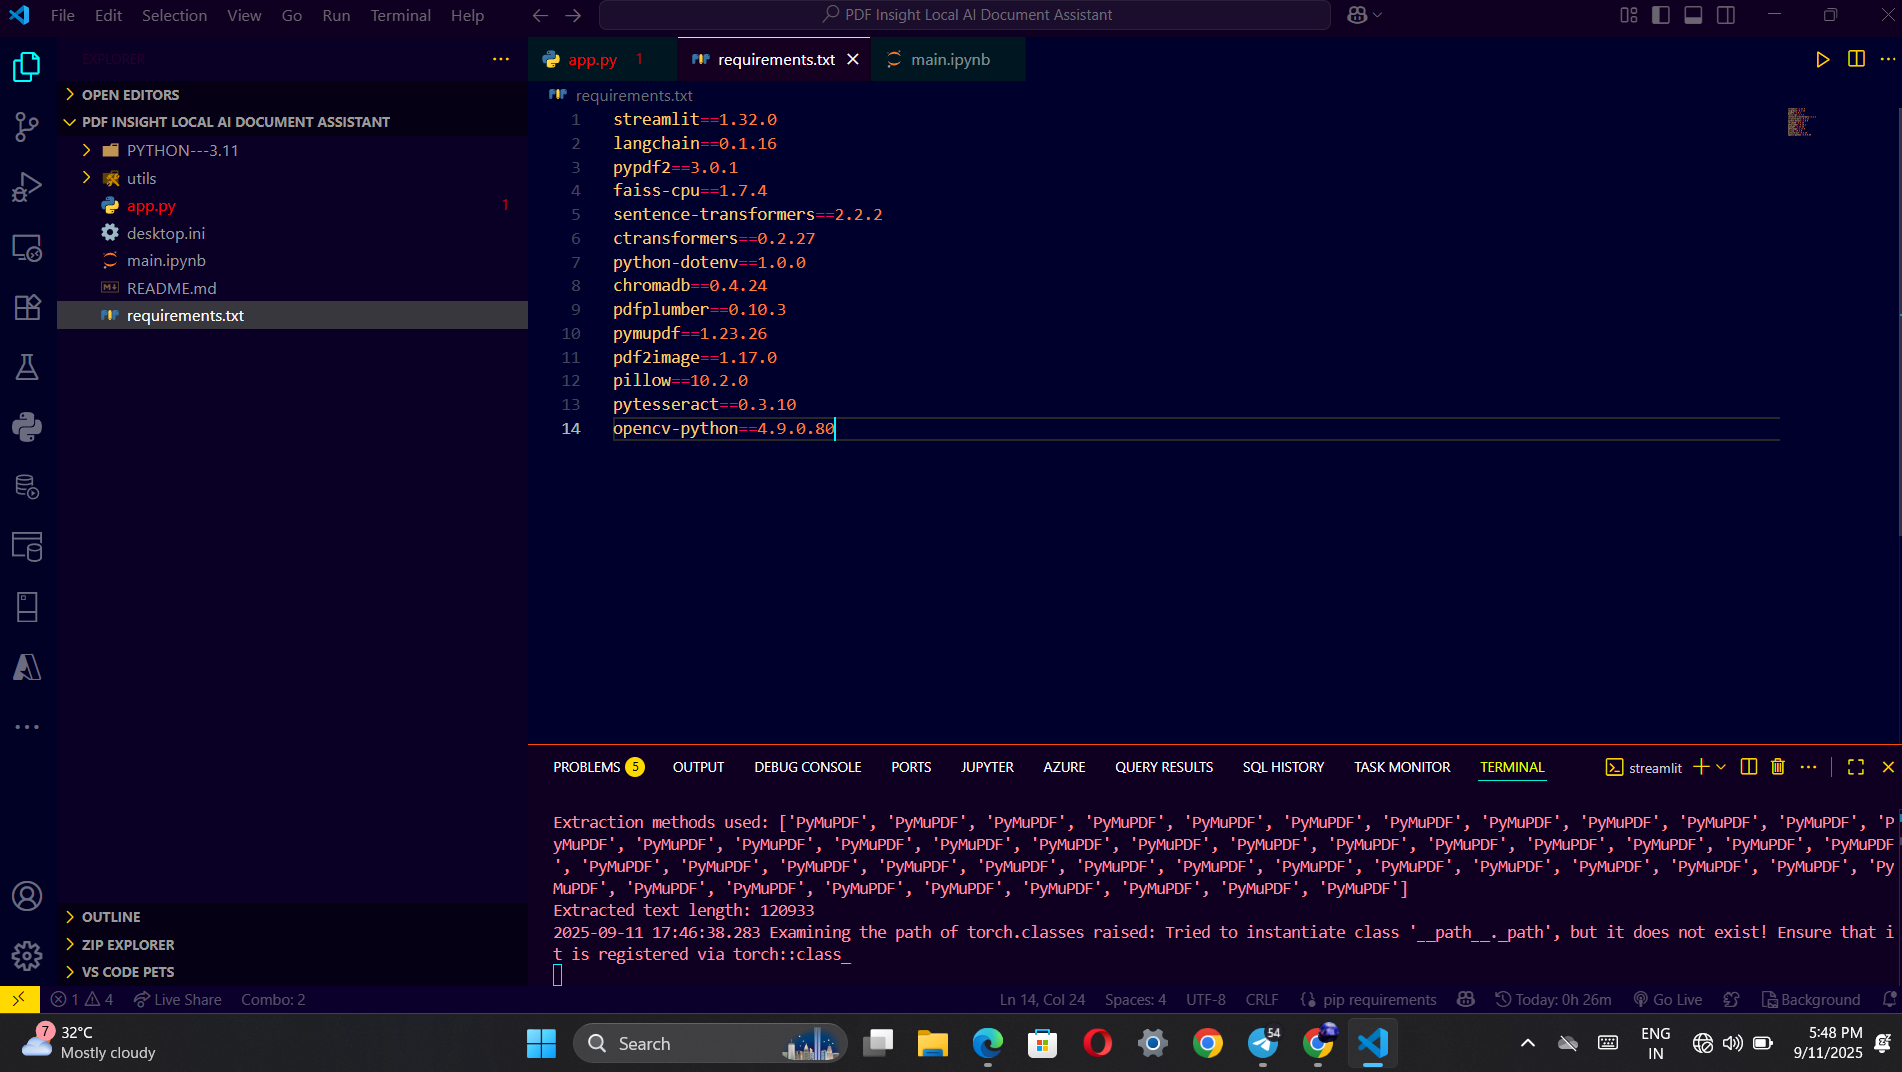 File Edit Selection View Go Run Terminal Help
PDF Insight Local AI Document Assistant
EXPLORER
OPEN EDITORS
PDF INSIGHT LOCAL AI DOCUMENT ASSISTANT
PYTHON---3.11
utils
app.py 1
desktop.ini
main.ipynb
README.md
requirements.txt
OUTLINE
ZIP EXPLORER
VS CODE PETS
app.py 1 requirements.txt main.ipynb
requirements.txt
1 streamlit==1.32.0
2 langchain==0.1.16
3 pypdf2==3.0.1
4 faiss-cpu==1.7.4
5 sentence-transformers==2.2.2
6 ctransformers==0.2.27
7 python-dotenv==1.0.0
8 chromadb==0.4.24
9 pdfplumber==0.10.3
10 pymupdf==1.23.26
11 pdf2image==1.17.0
12 pillow==10.2.0
13 pytesseract==0.3.10
14 opencv-python==4.9.0.80
PROBLEMS 5 OUTPUT DEBUG CONSOLE PORTS JUPYTER AZURE QUERY RESULTS SQL HISTORY TASK MONITOR TERMINAL streamlit
Extraction methods used: ['PyMuPDF', 'PyMuPDF', 'PyMuPDF', 'PyMuPDF', 'PyMuPDF', 'PyMuPDF', 'PyMuPDF', 'PyMuPDF', 'PyMuPDF', 'PyMuPDF', 'PyMuPDF', 'P
yMuPDF', 'PyMuPDF', 'PyMuPDF', 'PyMuPDF', 'PyMuPDF', 'PyMuPDF', 'PyMuPDF', 'PyMuPDF', 'PyMuPDF', 'PyMuPDF', 'PyMuPDF', 'PyMuPDF', 'PyMuPDF', 'PyMuPDF
', 'PyMuPDF', 'PyMuPDF', 'PyMuPDF', 'PyMuPDF', 'PyMuPDF', 'PyMuPDF', 'PyMuPDF', 'PyMuPDF', 'PyMuPDF', 'PyMuPDF', 'PyMuPDF', 'PyMuPDF', 'PyMuPDF', 'Py
MuPDF', 'PyMuPDF', 'PyMuPDF', 'PyMuPDF', 'PyMuPDF', 'PyMuPDF', 'PyMuPDF', 'PyMuPDF', 'PyMuPDF']
Extracted text length: 120933
2025-09-11 17:46:38.283 Examining the path of torch.classes raised: Tried to instantiate class '__path__._path', but it does not exist! Ensure that i
t is registered via torch::class_
1 4 Live Share Combo: 2 Ln 14, Col 24 Spaces: 4 UTF-8 CRLF pip requirements Today: 0h 26m Go Live Background
7 32°C
Mostly cloudy
Search
54
ENG
IN
5:48 PM
9/11/2025